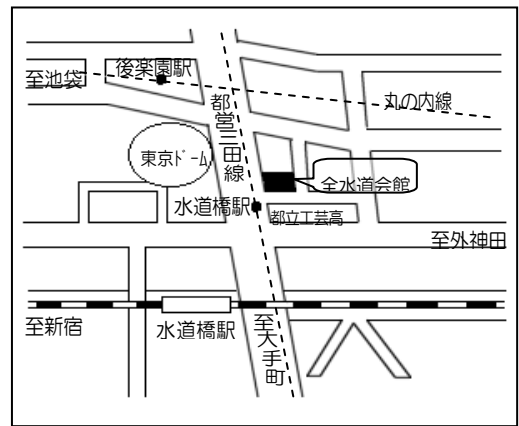 後楽園駅
至池袋
丸の内線
都営三田線
東京ﾄﾞｰﾑ
全水道会館
水道橋駅
都立工芸高
至外神田
至新宿
水道橋駅
至大手町